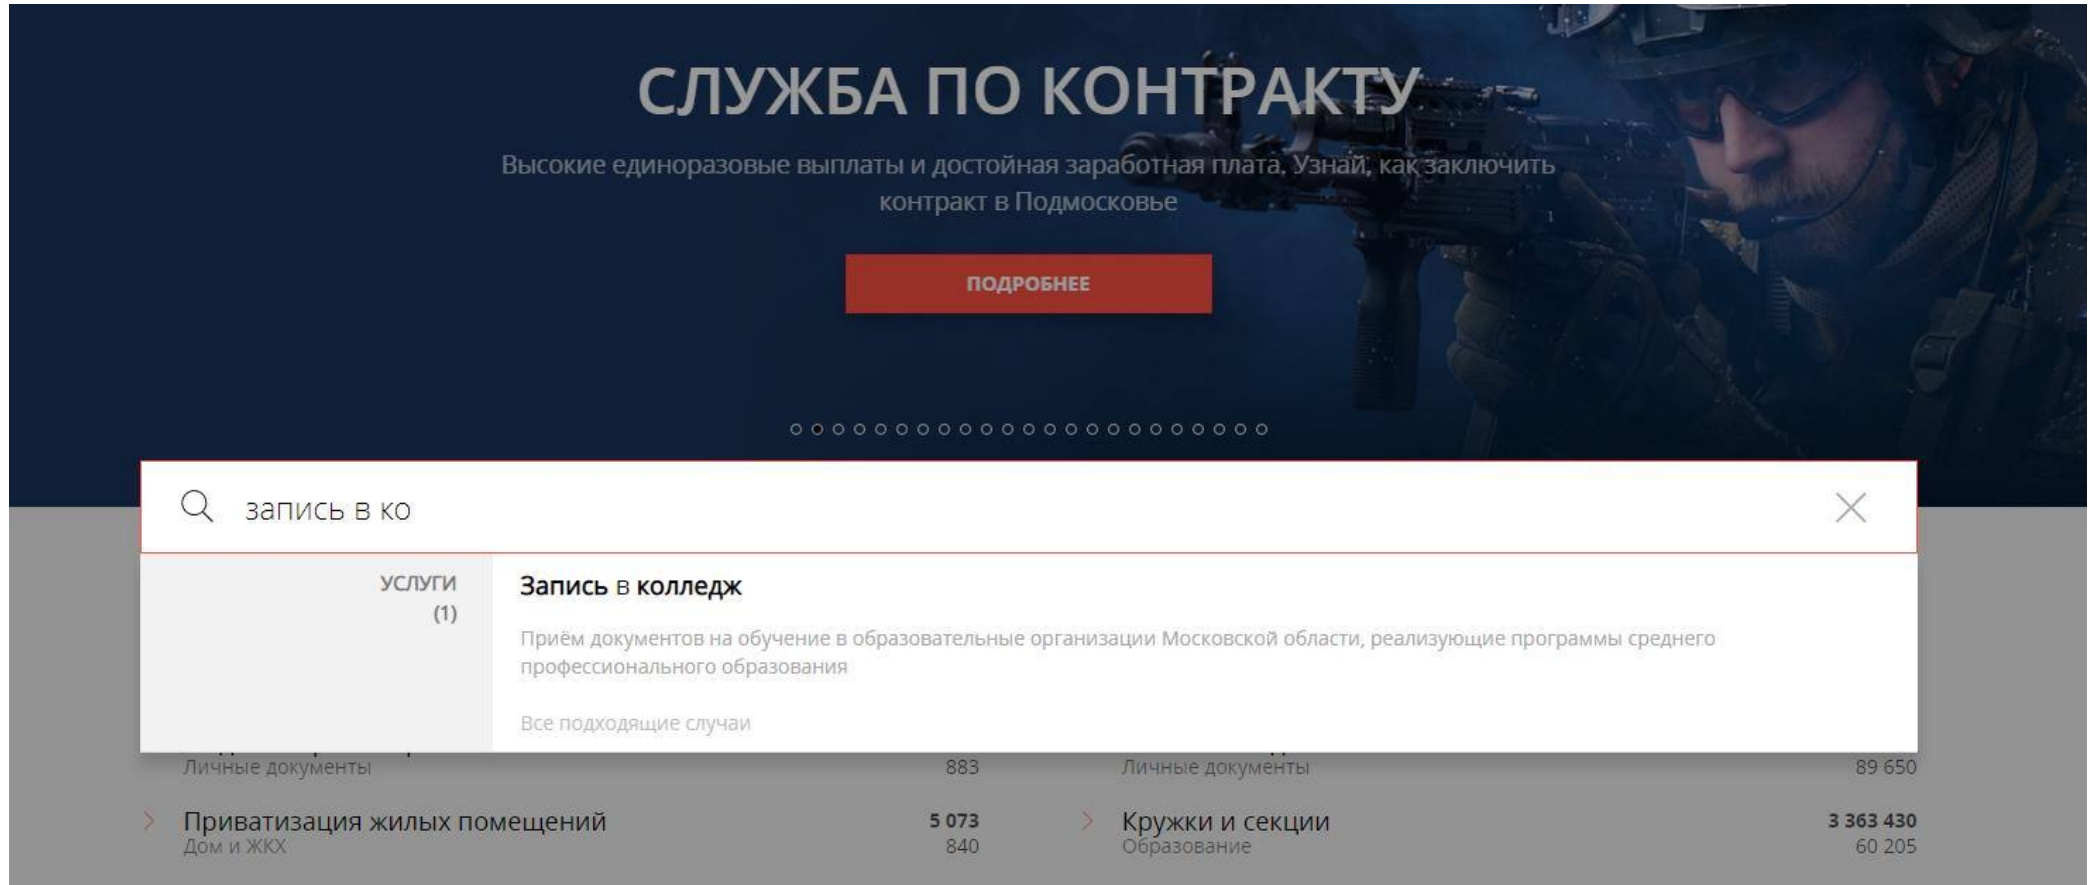 СЛУЖБА ПО КОНТРАКТУ
Высокие единоразовые выплаты и достойная заработная плата. Узнай, как заключить
контракт в Подмосковье
ПОДРОБНЕЕ
запись в ко
УСЛУГИ
(1)
Запись в колледж
Приём документов на обучение в образовательные организации Московской области, реализующие программы среднего
профессионального образования
Все подходящие случаи
Личные документы 883
Личные документы 89 650
Приватизация жилых помещений 5 073
Дом и ЖКХ 840
Кружки и секции 3 363 430
Образование 60 205